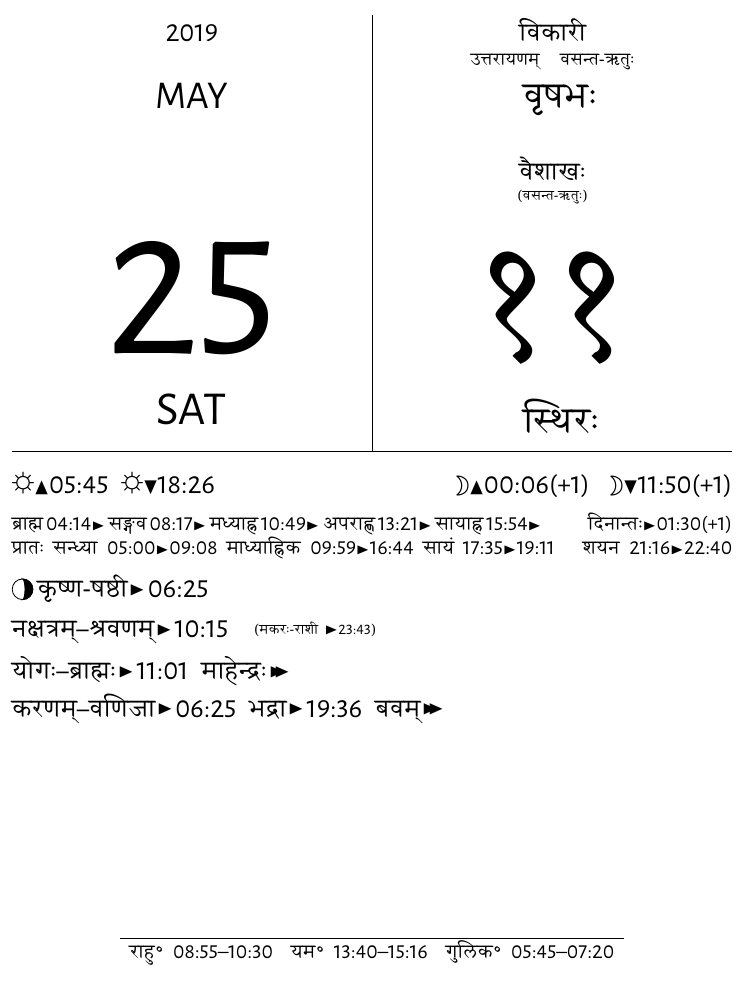 2019
MAY
25
SAT
विकारी
उत्तरायणम् वसन्त-ऋतुः
वृषभः
वैशाखः
(वसन्त-ऋतुः)
११
स्थिरः
☼▲05:45 ☼▼18:26 ☽▲00:06(+1) ☽▼11:50(+1)
ब्राह्म 04:14► सङ्गव 08:17► मध्याह्न 10:49► अपराह्ण 13:21► सायाह्न 15:54► दिनान्तः►01:30(+1)
प्रातः सन्ध्या 05:00►09:08 माध्याह्निक 09:59►16:44 सायं 17:35►19:11 शयन 21:16►22:40
कृष्ण-षष्ठी► 06:25
नक्षत्रम्–श्रवणम्►10:15 (मकरः-राशी ►23:43)
योगः–ब्राह्मः►11:01 माहेन्द्रः►►
करणम्–वणिजा►06:25 भद्रा►19:36 बवम्►►
राहु° 08:55–10:30 यम° 13:40–15:16 गुलिक° 05:45–07:20